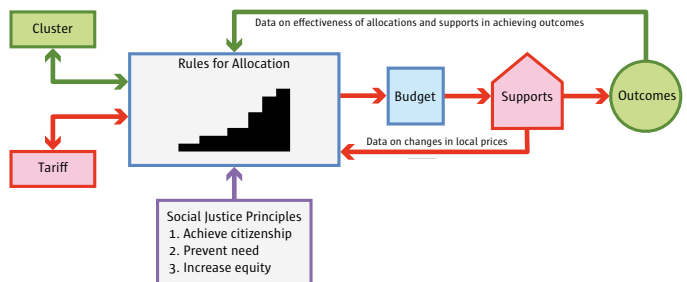 Data on effectiveness of allocations and supports in achieving outcomes
Cluster
Rules for Allocation
Budget
Supports
Outcomes
Data on changes in local prices
Tariff
Social Justice Principles
1. Achieve citizenship
2. Prevent need
3. Increase equity